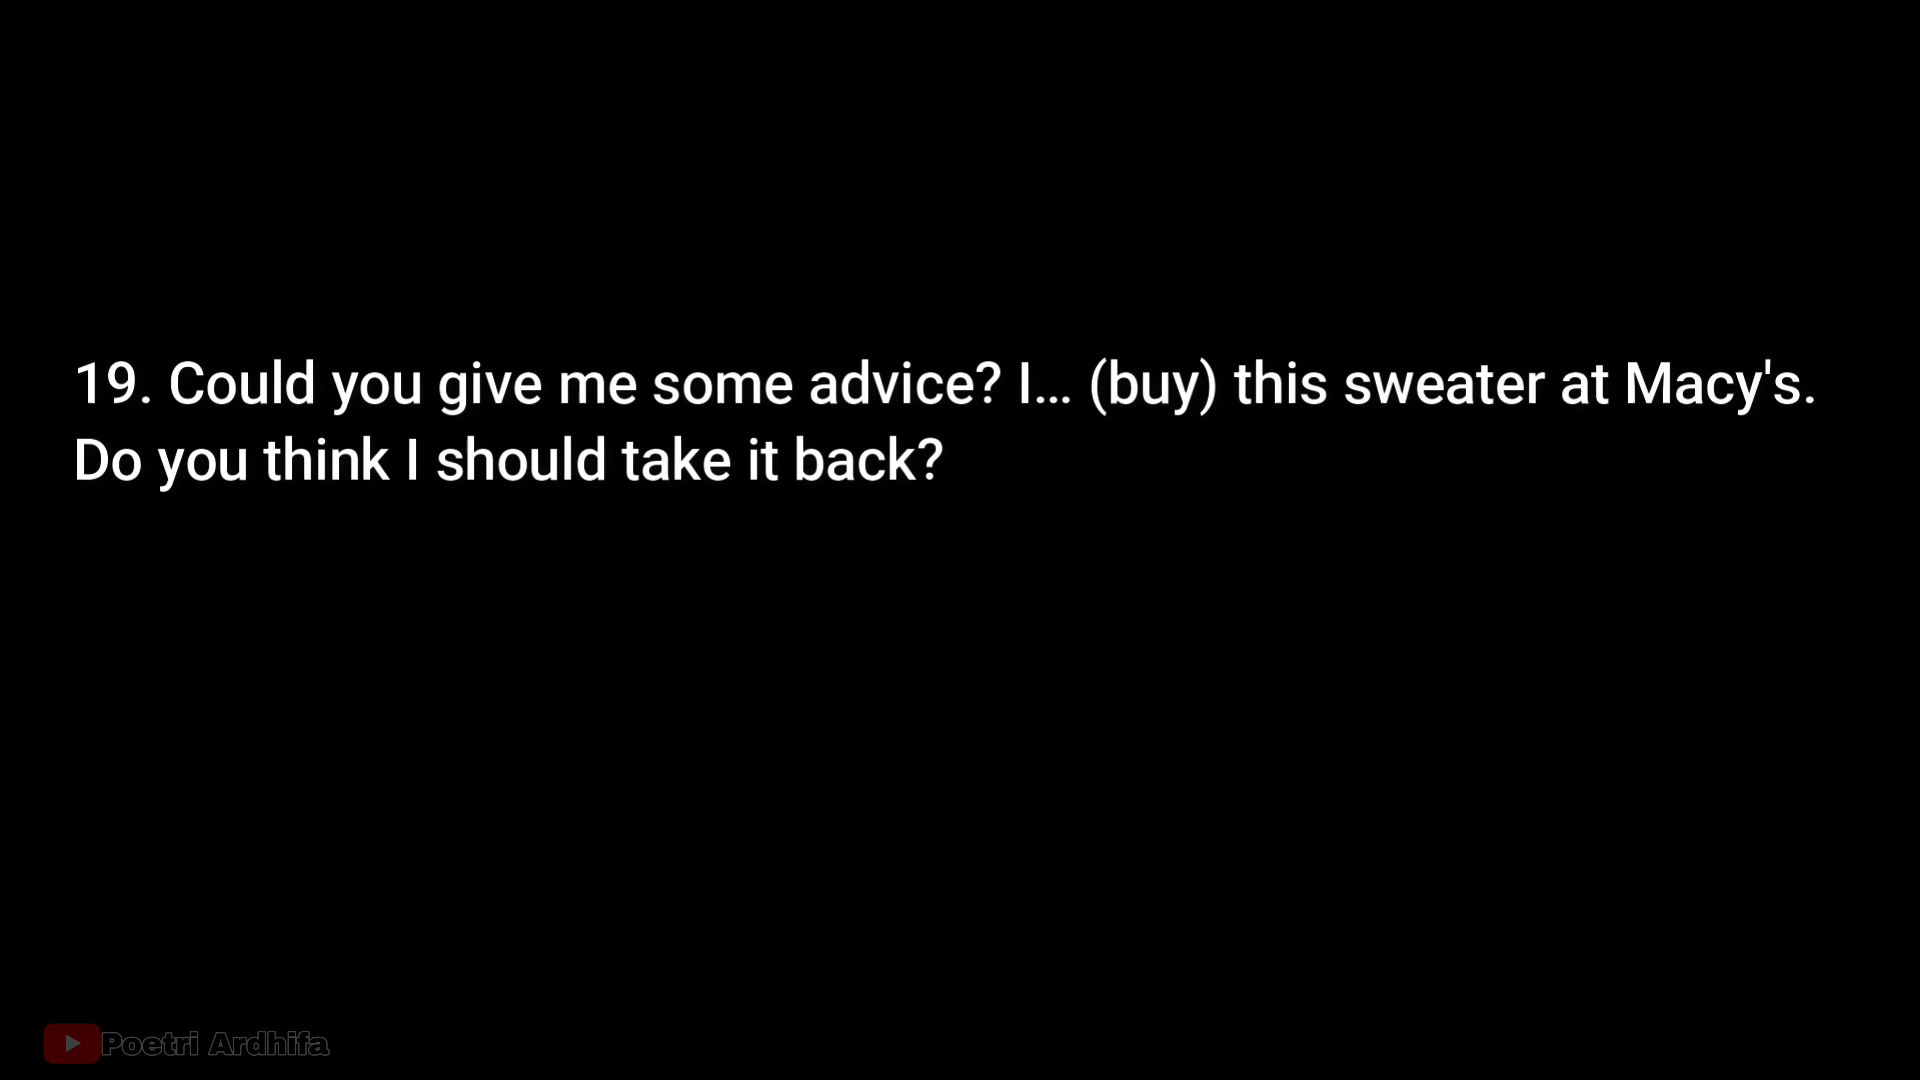 19. Could you give me some advice? I... (buy) this sweater at Macy's.
Do you think I should take it back?
Poetri Ardhifa